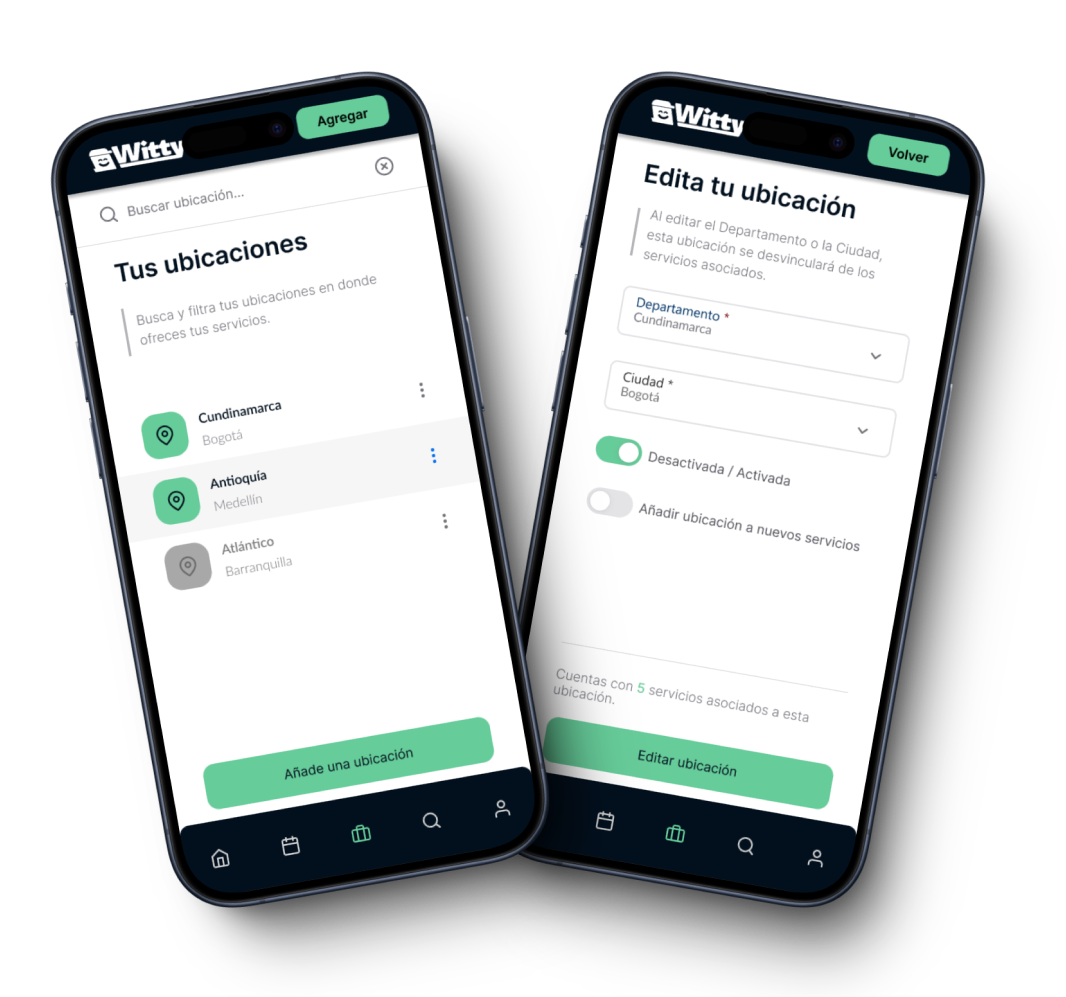 Witty
Agregar
Buscar ubicación...
Tus ubicaciones
Busca y filtra tus ubicaciones en donde
ofreces tus servicios.
Cundinamarca
Bogotá
Antioquía
Medellín
Atlántico
Barranquilla
Añade una ubicación
Witty
Volver
Edita tu ubicación
Al editar el Departamento o la Ciudad,
esta ubicación se desvinculará de los
servicios asociados.
Departamento *
Cundinamarca
Ciudad *
Bogotá
Desactivada / Activada
Añadir ubicación a nuevos servicios
Cuentas con 5 servicios asociados a esta
ubicación.
Editar ubicación